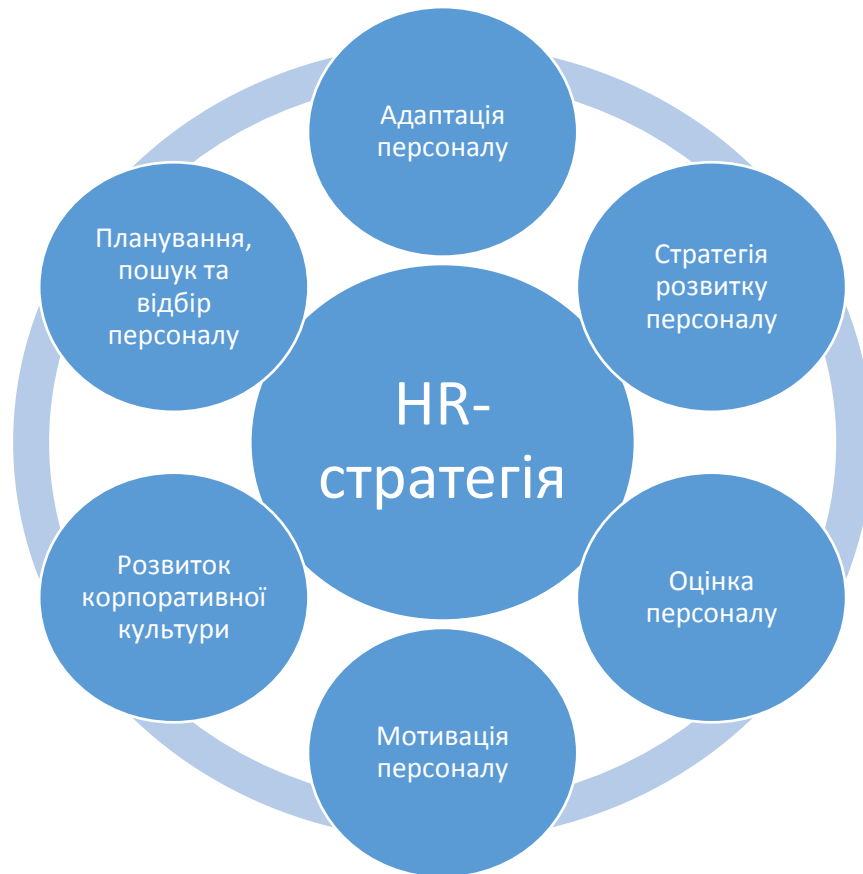 Адаптація
персоналу
Планування,
пошук та
відбір
персоналу
Стратегія
розвитку
персоналу
HR-
стратегія
Розвиток
корпоративної
культури
Оцінка
персоналу
Мотивація
персоналу